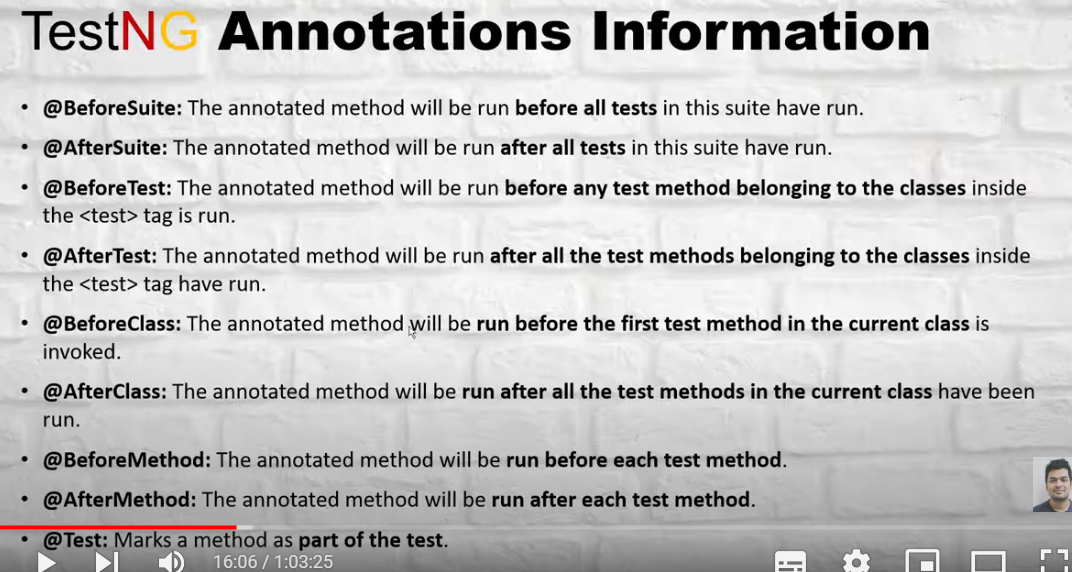 TestNG Annotations Information
• @BeforeSuite: The annotated method will be run before all tests in this suite have run.
• @AfterSuite: The annotated method will be run after all tests in this suite have run.
• @BeforeTest: The annotated method will be run before any test method belonging to the classes inside
the <test> tag is run.
• @AfterTest: The annotated method will be run after all the test methods belonging to the classes inside
the <test> tag have run.
• @BeforeClass: The annotated method will be run before the first test method in the current class is
invoked.
• @AfterClass: The annotated method will be run after all the test methods in the current class have been
run.
• @BeforeMethod: The annotated method will be run before each test method.
• @AfterMethod: The annotated method will be run after each test method.
• @Test: Marks a method as part of the test.
16:06 / 1:03:25